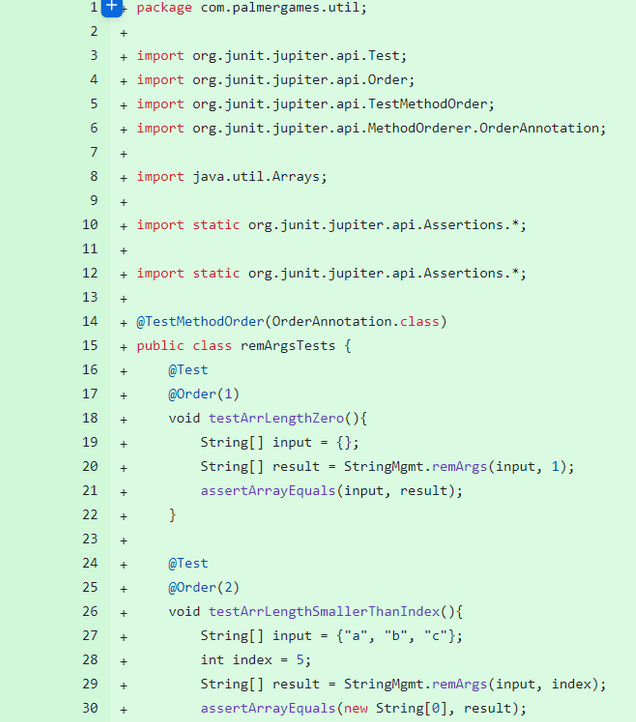 1 + + package com.palmergames.util;
2 +
3 + import org.junit.jupiter.api.Test;
4 + import org.junit.jupiter.api.Order;
5 + import org.junit.jupiter.api.TestMethodOrder;
6 + import org.junit.jupiter.api.MethodOrderer.OrderAnnotation;
7 +
8 + import java.util.Arrays;
9 +
10 + import static org.junit.jupiter.api.Assertions.*;
11 +
12 + import static org.junit.jupiter.api.Assertions.*;
13 +
14 + @TestMethodOrder(OrderAnnotation.class)
15 + public class remArgsTests {
16 +     @Test
17 +     @Order(1)
18 +     void testArrLengthZero(){
19 +         String[] input = {};
20 +         String[] result = StringMgmt.remArgs(input, 1);
21 +         assertArrayEquals(input, result);
22 +     }
23 +
24 +     @Test
25 +     @Order(2)
26 +     void testArrLengthSmallerThanIndex(){
27 +         String[] input = {"a", "b", "c"};
28 +         int index = 5;
29 +         String[] result = StringMgmt.remArgs(input, index);
30 +         assertArrayEquals(new String[0], result);